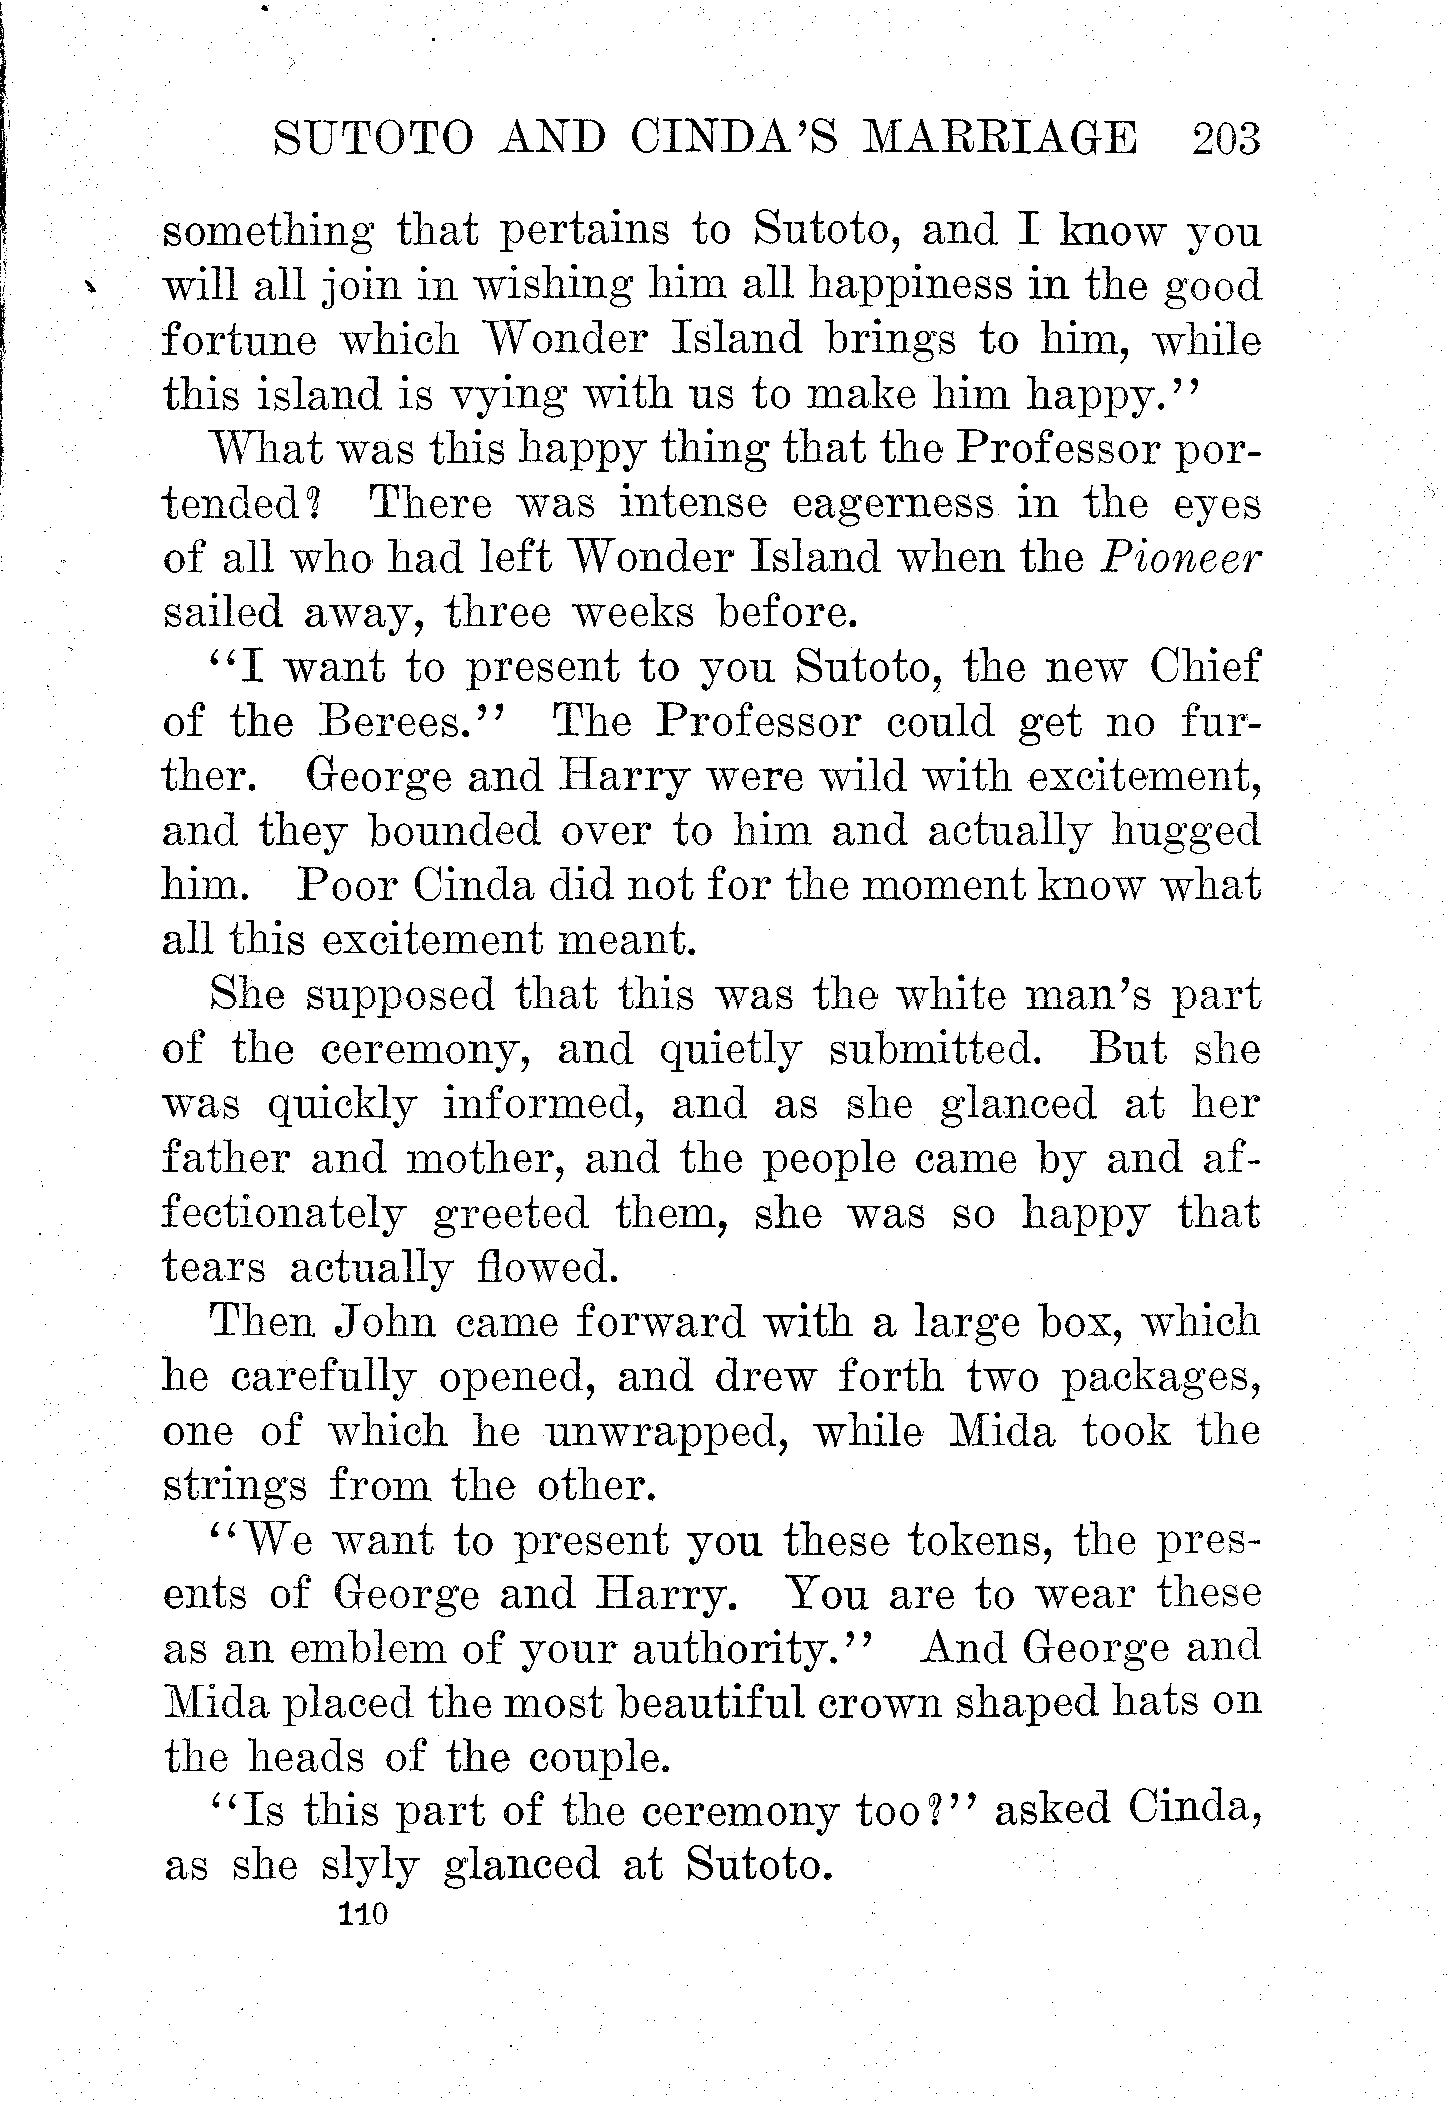 SUTOTO AND CINDA'S MARRIAGE 203
something that pertains to Sutoto, and I know you
will all join in wishing him all happiness in the good
fortune which Wonder Island brings to him, while
this island is vying with us to make him happy."
What was this happy thing that the Professor por-
tended? There was intense eagerness in the eyes
of all who had left Wonder Island when the Pioneer
sailed away, three weeks before.
"I want to present to you Sutoto, the new Chief
of the Berees." The Professor could get no fur-
ther. George and Harry were wild with excitement,
and they bounded over to him and actually hugged
him. Poor Cinda did not for the moment know what
all this excitement meant.
She supposed that this was the white man's part
of the ceremony, and quietly submitted. But she
was quickly informed, and as she glanced at her
father and mother, and the people came by and af-
fectionately greeted them, she was so happy that
tears actually flowed.
Then John came forward with a large box, which
he carefully opened, and drew forth two packages,
one of which he unwrapped, while Mida took the
strings from the other.
"We want to present you these tokens, the pres-
ents of George and Harry. You are to wear these
as an emblem of your authority." And George and
Mida placed the most beautiful crown shaped hats on
the heads of the couple.
"Is this part of the ceremony too?" asked Cinda,
as she slyly glanced at Sutoto.
110